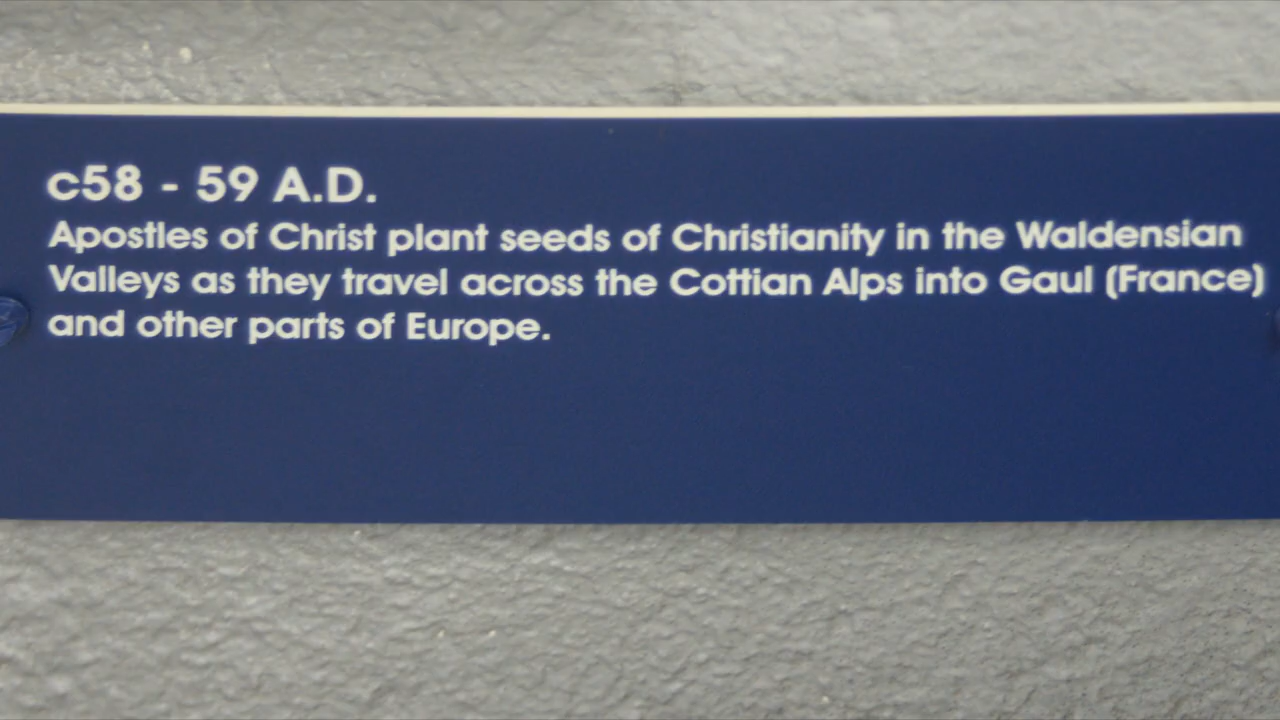 c58 - 59 A.D.
Apostles of Christ plant seeds of Christianity in the Waldensian
Valleys as they travel across the Cottian Alps into Gaul (France)
and other parts of Europe.